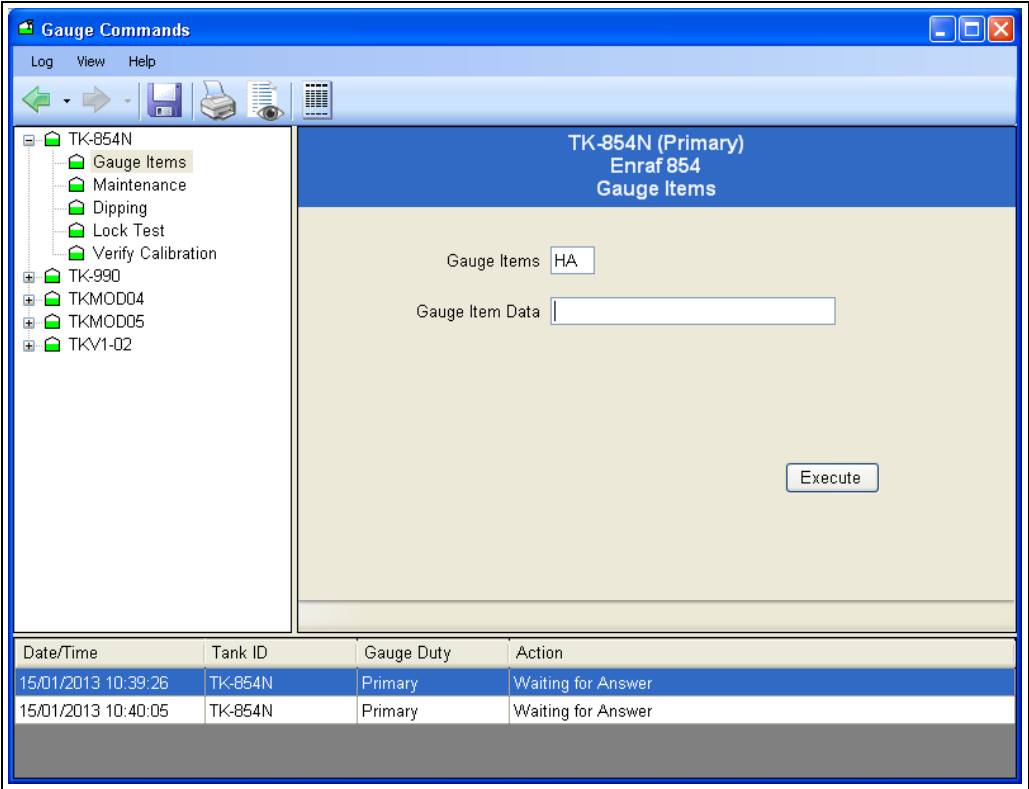 Gauge Commands
Log View Help
TK-854N
Gauge Items
Maintenance
Dipping
Lock Test
Verify Calibration
TK-990
TKMOD04
TKMOD05
TKV1-02
TK-854N (Primary)
Enraf 854
Gauge Items
Gauge Items HA
Gauge Item Data
Execute
Date/Time Tank ID Gauge Duty Action
15/01/2013 10:39:26 TK-854N Primary Waiting for Answer
15/01/2013 10:40:05 TK-854N Primary Waiting for Answer